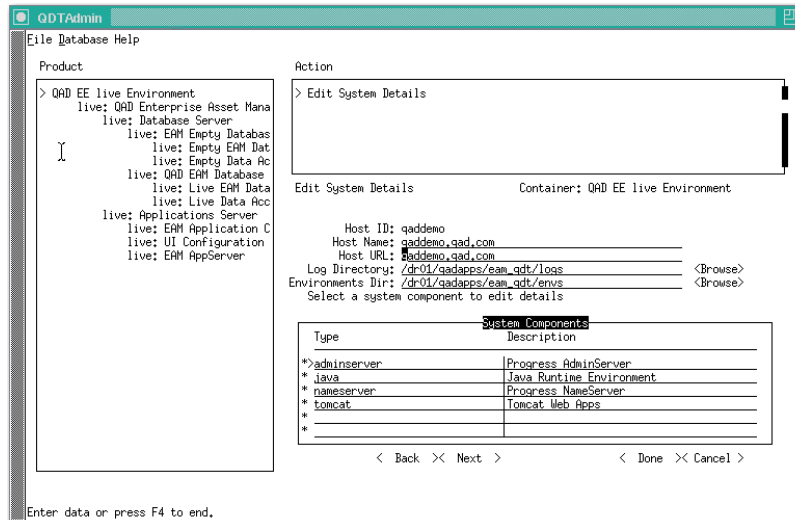 QDTAdmin
File Database Help
Product
> QAD EE live Environment
live: QAD Enterprise Asset Mana
live: Database Server
live: EAM Empty Databas
live: Empty EAM Dat
live: Empty Data Ac
live: QAD EAM Database
live: Live EAM Data
live: Live Data Acc
live: Applications Server
live: EAM Application C
live: UI Configuration
live: EAM AppServer
Action
> Edit System Details
Edit System Details Container: QAD EE live Environment
Host ID: qaddemo
Host Name: qaddemo.qad.com
Host URL: qaddemo.qad.com
Log Directory: /dr01/qadapps/eam_qdt/logs <Browse>
Environments Dir: /dr01/qadapps/eam_qdt/envs <Browse>
Select a system component to edit details
System Components
Type Description
*>adminserver Progress AdminServer
* java Java Runtime Environment
* nameserver Progress NameServer
* tomcat Tomcat Web Apps
*
*
< Back >< Next > < Done >< Cancel >
Enter data or press F4 to end.